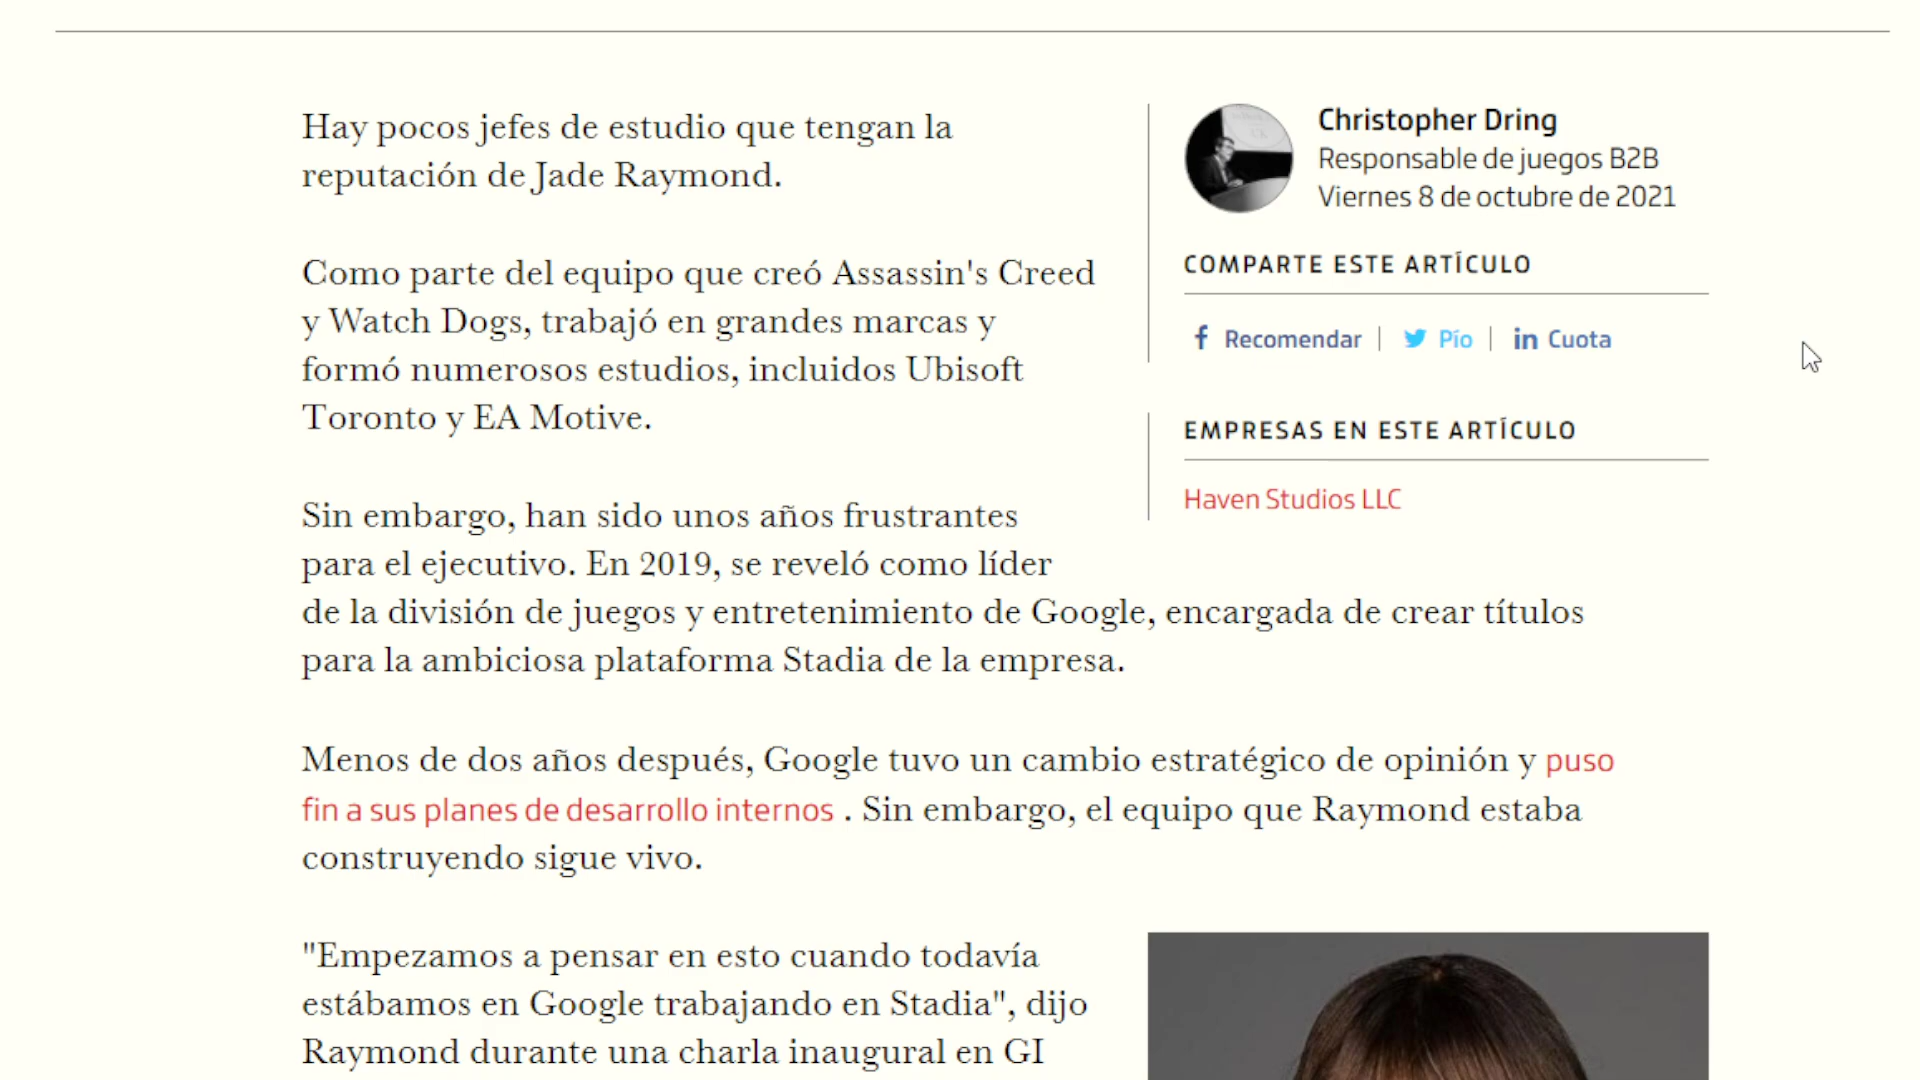 Hay pocos jefes de estudio que tengan la
reputación de Jade Raymond.
Como parte del equipo que creó Assassin's Creed
y Watch Dogs, trabajó en grandes marcas y
formó numerosos estudios, incluidos Ubisoft
Toronto y EA Motive.
Sin embargo, han sido unos años frustrantes
para el ejecutivo. En 2019, se reveló como líder
de la división de juegos y entretenimiento de Google, encargada de crear títulos
para la ambiciosa plataforma Stadia de la empresa.
Menos de dos años después, Google tuvo un cambio estratégico de opinión y puso
fin a sus planes de desarrollo internos . Sin embargo, el equipo que Raymond estaba
construyendo sigue vivo.
"Empezamos a pensar en esto cuando todavía
estábamos en Google trabajando en Stadia", dijo
Raymond durante una charla inaugural en GI
Christopher Dring
Responsable de juegos B2B
Viernes 8 de octubre de 2021
COMPARTE ESTE ARTÍCULO
Recomendar | Pío | in Cuota
EMPRESAS EN ESTE ARTÍCULO
Haven Studios LLC